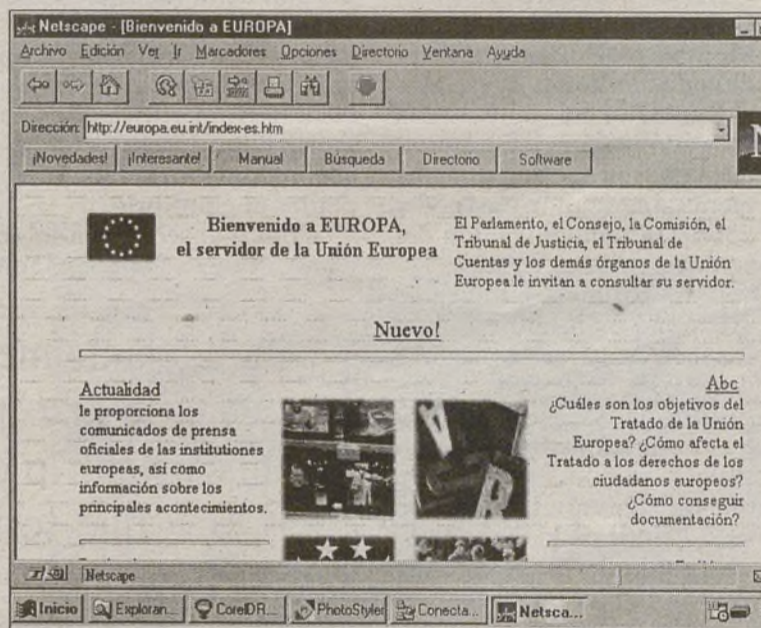 Netscape - [Bienvenido a EUROPA]
Archivo Edición Ver Ir Marcadores Opciones Directorio Ventana Ayuda
Dirección: http://europa.eu.int/index-es.htm
¡Novedades! ¡Interesante! Manual Búsqueda Directorio Software
N
Bienvenido a EUROPA,
el servidor de la Unión Europea
El Parlamento, el Consejo, la Comisión, el
Tribunal de Justicia, el Tribunal de
Cuentas y los demás órganos de la Unión
Europea le invitan a consultar su servidor.
Nuevo!
Actualidad
le proporciona los
comunicados de prensa
oficiales de las institutiones
europeas, así como
información sobre los
principales acontecimientos.
Abc
¿Cuáles son los objetivos del
Tratado de la Unión
Europea? ¿Cómo afecta el
Tratado a los derechos de los
ciudadanos europeos?
¿Cómo conseguir
documentación?
Netscape
Inicio Exploran... CorelDR... PhotoStyler Conecta... Netsca...